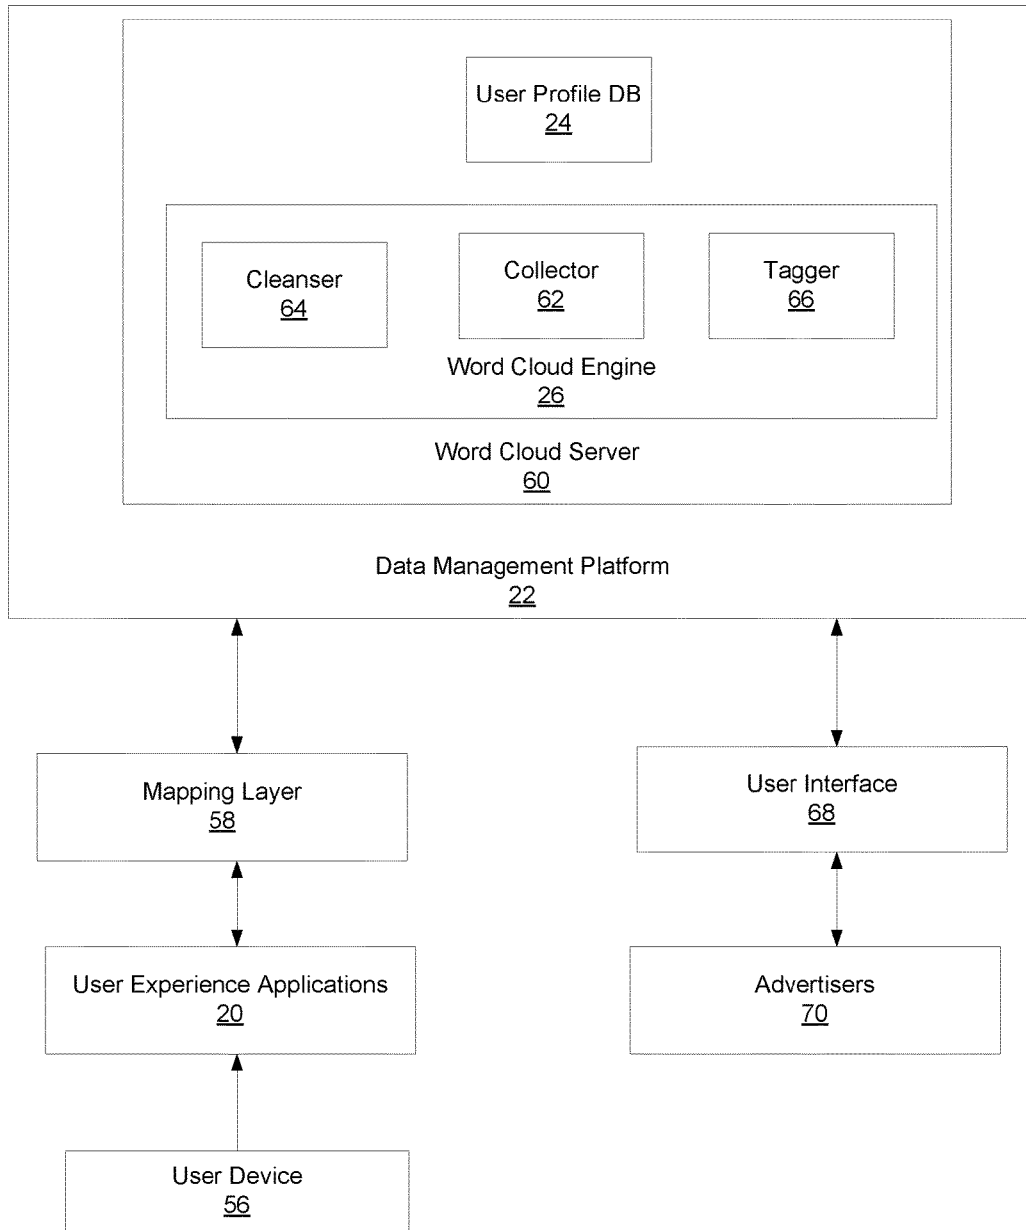 User Profile DB
24
Cleanser
64
Collector
62
Tagger
66
Word Cloud Engine
26
Word Cloud Server
60
Data Management Platform
22
Mapping Layer
58
User Interface
68
User Experience Applications
20
Advertisers
70
User Device
56